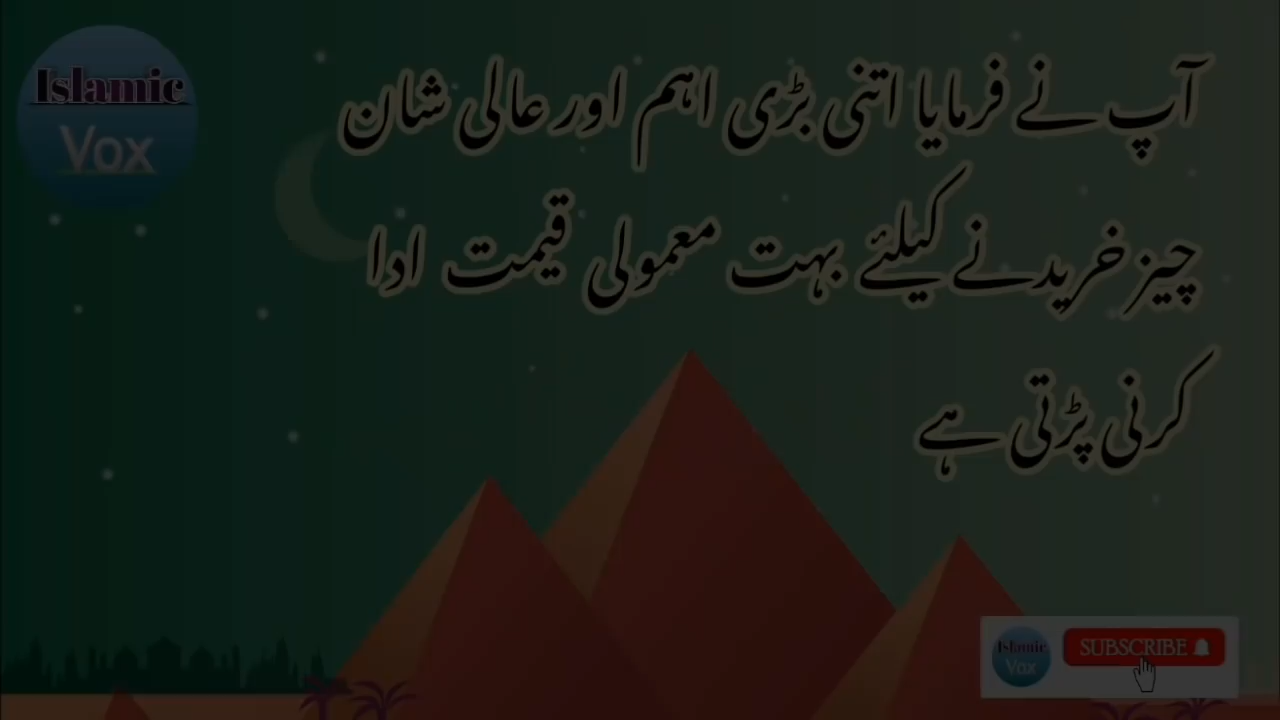 Islamic
Vox
آپ نے فرمایا اتنی بڑی اہم اور عالی شان
چیز خریدنے کیلئے بہت معمولی قیمت ادا
کرنی پڑتی ہے
Islamic
Vox
SUBSCRIBE